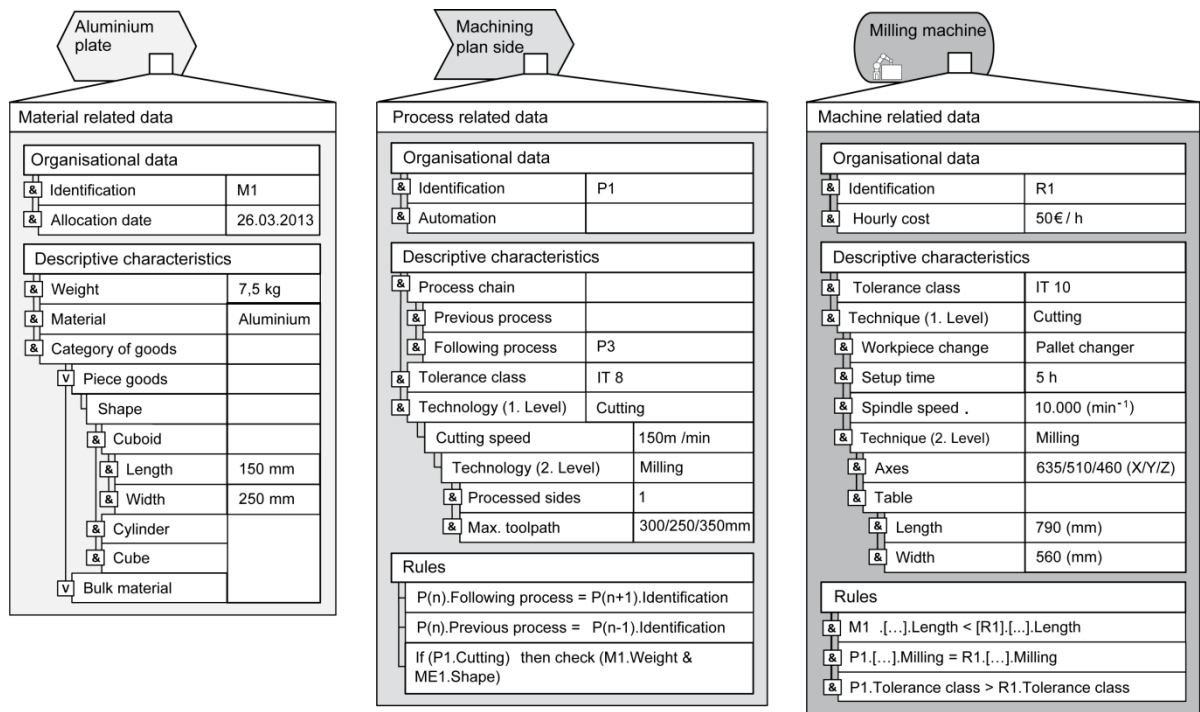 Aluminium
plate
Material related data
Organisational data
& Identification M1
& Allocation date 26.03.2013
Descriptive characteristics
& Weight 7,5 kg
& Material Aluminium
& Category of goods
V Piece goods
Shape
& Cuboid
& Length 150 mm
& Width 250 mm
& Cylinder
& Cube
V Bulk material
Machining
plan side
Process related data
Organisational data
& Identification P1
& Automation
Descriptive characteristics
& Process chain
& Previous process
& Following process P3
& Tolerance class IT 8
& Technology (1. Level) Cutting
Cutting speed 150m /min
Technology (2. Level) Milling
& Processed sides 1
& Max. toolpath 300/250/350mm
Rules
P(n).Following process = P(n+1).Identification
P(n).Previous process = P(n-1).Identification
If (P1.Cutting) then check (M1.Weight &
ME1.Shape)
Milling machine
Machine relatied data
Organisational data
& Identification R1
& Hourly cost 50€ / h
Descriptive characteristics
& Tolerance class IT 10
& Technique (1. Level) Cutting
& Workpiece change Pallet changer
& Setup time 5 h
& Spindle speed . 10.000 (min⁻¹)
& Technique (2. Level) Milling
& Axes 635/510/460 (X/Y/Z)
& Table
& Length 790 (mm)
& Width 560 (mm)
Rules
& M1 .[…].Length < [R1].[...].Length
& P1.[…].Milling = R1.[…].Milling
& P1.Tolerance class > R1.Tolerance class